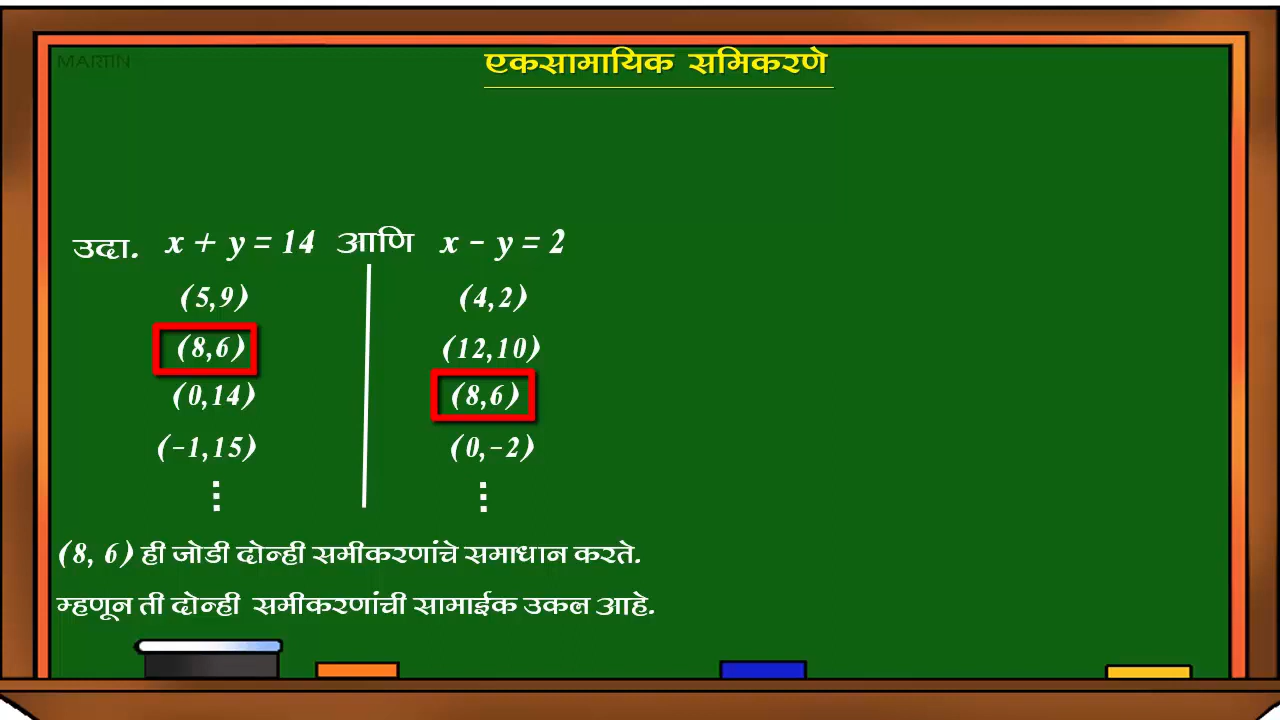 MARTIN
एकसामायिक समिकरणे
उदा. x + y = 14 आणि x - y = 2
(5,9) (4,2)
(8,6) (12,10)
(0,14) (8,6)
(-1,15) (0,-2)
⋮ ⋮
(8, 6) ही जोडी दोन्ही समीकरणांचे समाधान करते.
म्हणून ती दोन्ही समीकरणांची सामाईक उकल आहे.